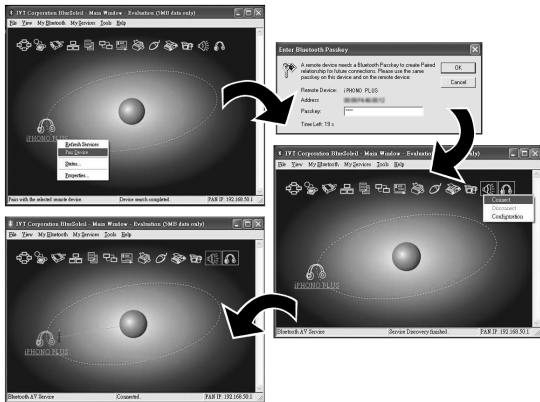 IVT Corporation BlueSoleil - Main Window - Evaluation (5MB data only)
File View My Bluetooth My Services Tools Help
iPHONO PLUS
Refresh Services
Pair Device
Status...
Properties...
Pairs with the selected remote device.
Device search completed.
PAN IP: 192.168.50.1
Enter Bluetooth Passkey
A remote device needs a Bluetooth Passkey to create Paired
relationship for future connections. Please use the same
passkey on this device and on the remote device:
OK
Cancel
Remote Device: iPHONO PLUS
Address:
Passkey: ****
Time Left: 19 s
IVT Corporation BlueSoleil - Main Window - Evaluation only)
File View My Bluetooth My Services Tools Help
Connect
Disconnect
Configuration
iPHONO PLUS
Bluetooth AV Service
Service Discovery finished.
PAN IP: 192.168.50.1
IVT Corporation BlueSoleil - Main Window - Evaluation (5MB data only)
File View My Bluetooth My Services Tools Help
iPHONO PLUS
Bluetooth AV Service
Connected.
PAN IP: 192.168.50.1